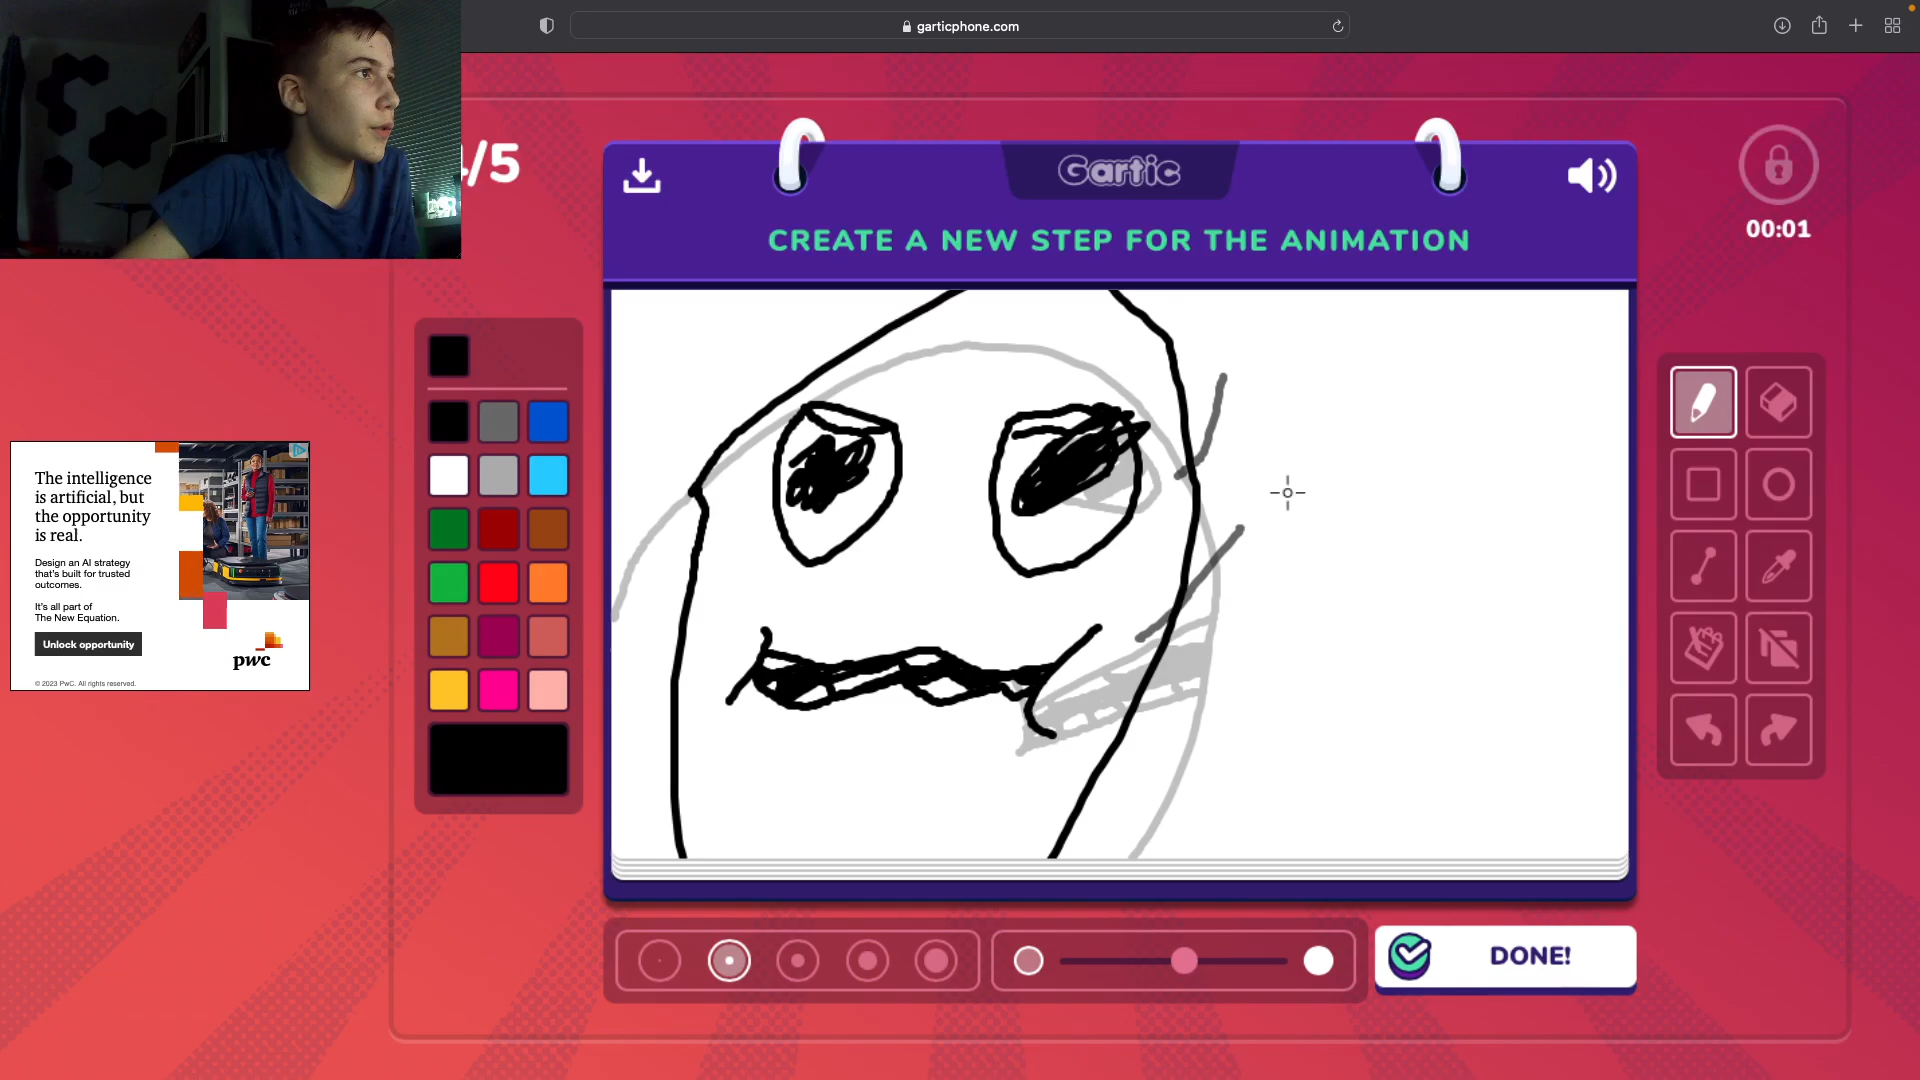 garticphone.com
/5
Gartic
CREATE A NEW STEP FOR THE ANIMATION
00:01
The intelligence
is artificial, but
the opportunity
is real.
Design an AI strategy
that's built for trusted
outcomes.
It's all part of
The New Equation.
Unlock opportunity
pwc
© 2023 PwC. All rights reserved.
DONE!